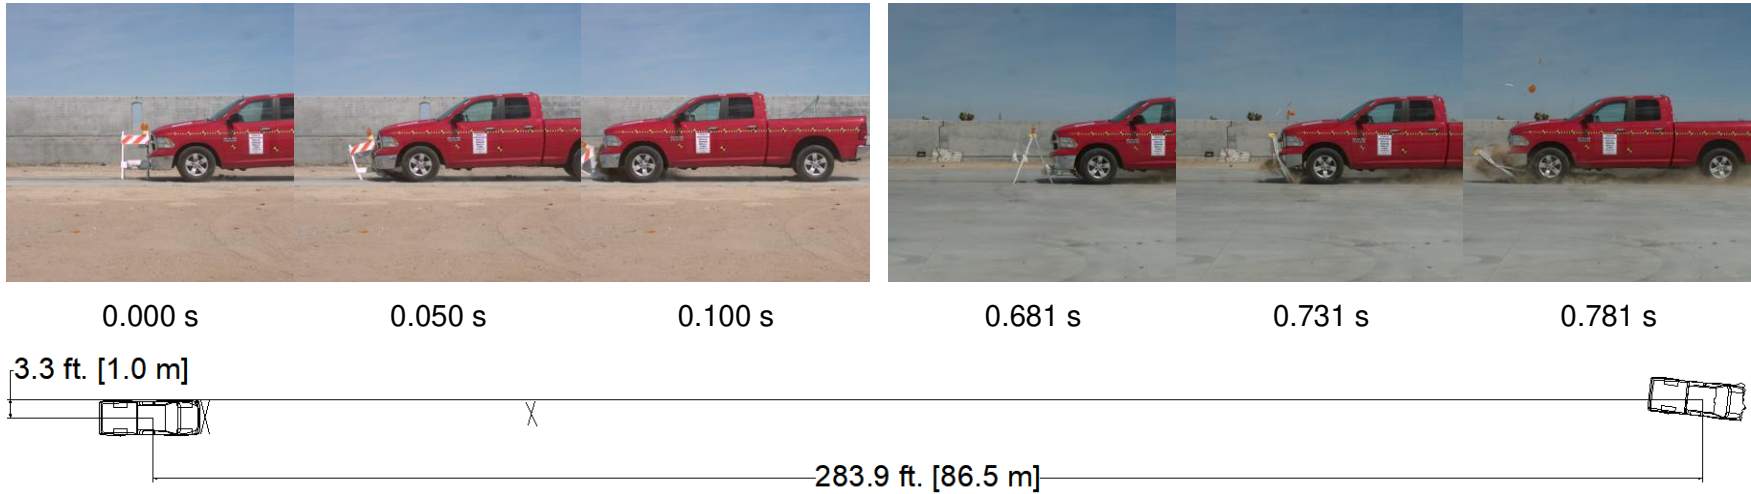 0.000 s
0.050 s
0.100 s
0.681 s
0.731 s
0.781 s
3.3 ft. [1.0 m]
283.9 ft. [86.5 m]